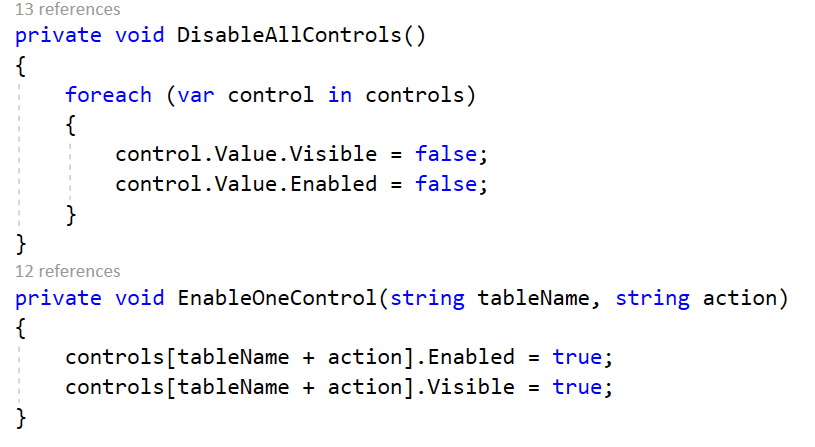 13 references
private void DisableAllControls()
{
    foreach (var control in controls)
    {
        control.Value.Visible = false;
        control.Value.Enabled = false;
    }
}
12 references
private void EnableOneControl(string tableName, string action)
{
    controls[tableName + action].Enabled = true;
    controls[tableName + action].Visible = true;
}